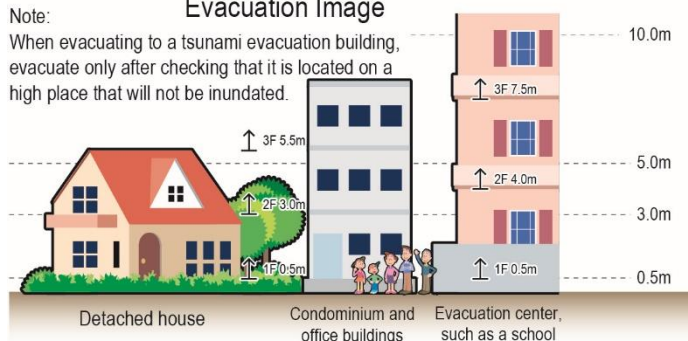 Evacuation Image
Note:
When evacuating to a tsunami evacuation building,
evacuate only after checking that it is located on a
high place that will not be inundated.
10.0m
3F 7.5m
3F 5.5m
5.0m
2F 4.0m
2F 3.0m
3.0m
1F 0.5m
1F 0.5m
0.5m
Detached house
Condominium and
office buildings
Evacuation center,
such as a school